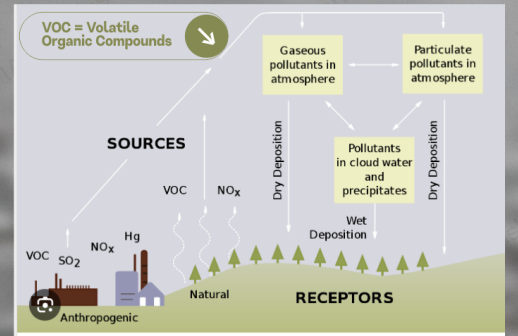 VOC = Volatile
Organic Compounds
Gaseous
pollutants in
atmosphere
Particulate
pollutants in
atmosphere
SOURCES
Dry Deposition
Pollutants
in cloud water
and
precipitates
Dry Deposition
VOC
NOx
Wet
Deposition
VOC
SO2
NOx
Hg
Natural
RECEPTORS
Anthropogenic